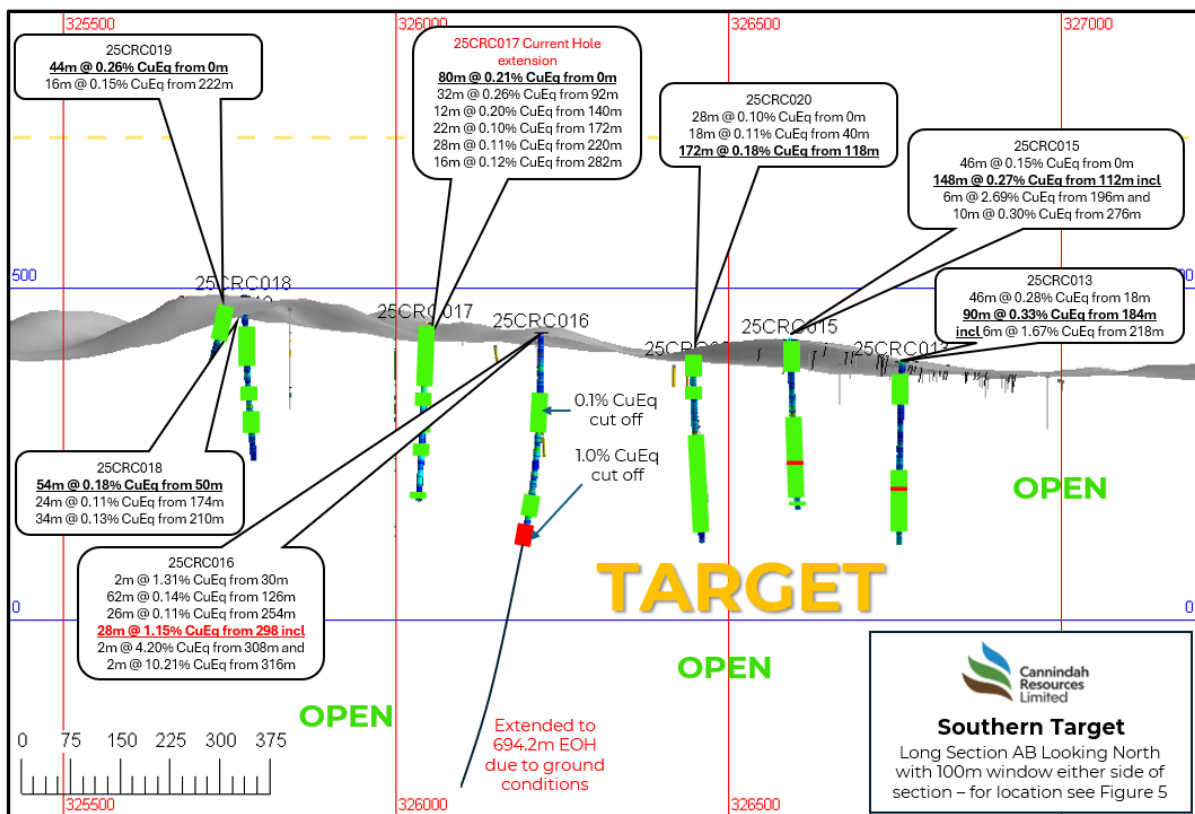 325500
326000
326500
327000
25CRC019
44m @ 0.26% CuEq from 0m
16m @ 0.15% CuEq from 222m
25CRC017 Current Hole
extension
80m @ 0.21% CuEq from 0m
32m @ 0.26% CuEq from 92m
12m @ 0.20% CuEq from 140m
22m @ 0.10% CuEq from 172m
28m @ 0.11% CuEq from 220m
16m @ 0.12% CuEq from 282m
25CRC020
28m @ 0.10% CuEq from 0m
18m @ 0.11% CuEq from 40m
172m @ 0.18% CuEq from 118m
25CRC015
46m @ 0.15% CuEq from 0m
148m @ 0.27% CuEq from 112m incl
6m @ 2.69% CuEq from 196m and
10m @ 0.30% CuEq from 276m
25CRC013
46m @ 0.28% CuEq from 18m
90m @ 0.33% CuEq from 184m
incl 6m @ 1.67% CuEq from 218m
500
25CRC018
25CRC017
25CRC016
25CRC015
25CRC013
0.1% CuEq
cut off
1.0% CuEq
cut off
25CRC018
54m @ 0.18% CuEq from 50m
24m @ 0.11% CuEq from 174m
34m @ 0.13% CuEq from 210m
25CRC016
2m @ 1.31% CuEq from 30m
62m @ 0.14% CuEq from 126m
26m @ 0.11% CuEq from 254m
28m @ 1.15% CuEq from 298 incl
2m @ 4.20% CuEq from 308m and
2m @ 10.21% CuEq from 316m
OPEN
TARGET
0
0
OPEN
OPEN
Extended to
694.2m EOH
due to ground
conditions
0 75 150 225 300 375
Cannindah
Resources
Limited
Southern Target
Long Section AB Looking North
with 100m window either side of
section – for location see Figure 5
325500
326000
326500
327000